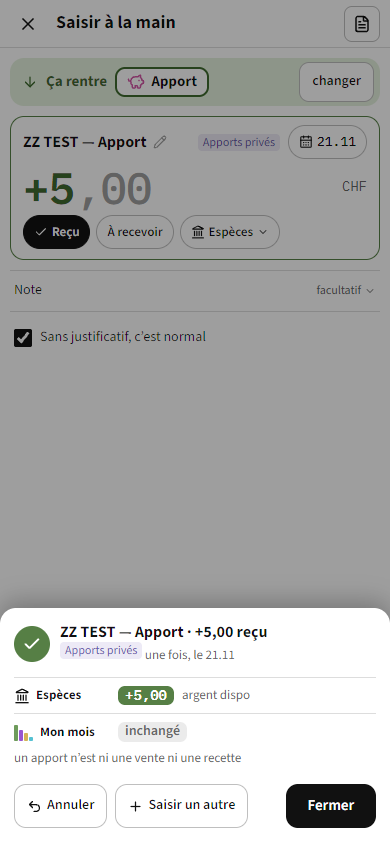 Saisir à la main
Ça rentre Apport changer
ZZ TEST — Apport Apports privés 21.11
+5,00 CHF
Reçu À recevoir Espèces
Note facultatif
Sans justificatif, c’est normal
ZZ TEST — Apport · +5,00 reçu
Apports privés une fois, le 21.11
Espèces +5,00 argent dispo
Mon mois inchangé
un apport n’est ni une vente ni une recette
Annuler Saisir un autre Fermer